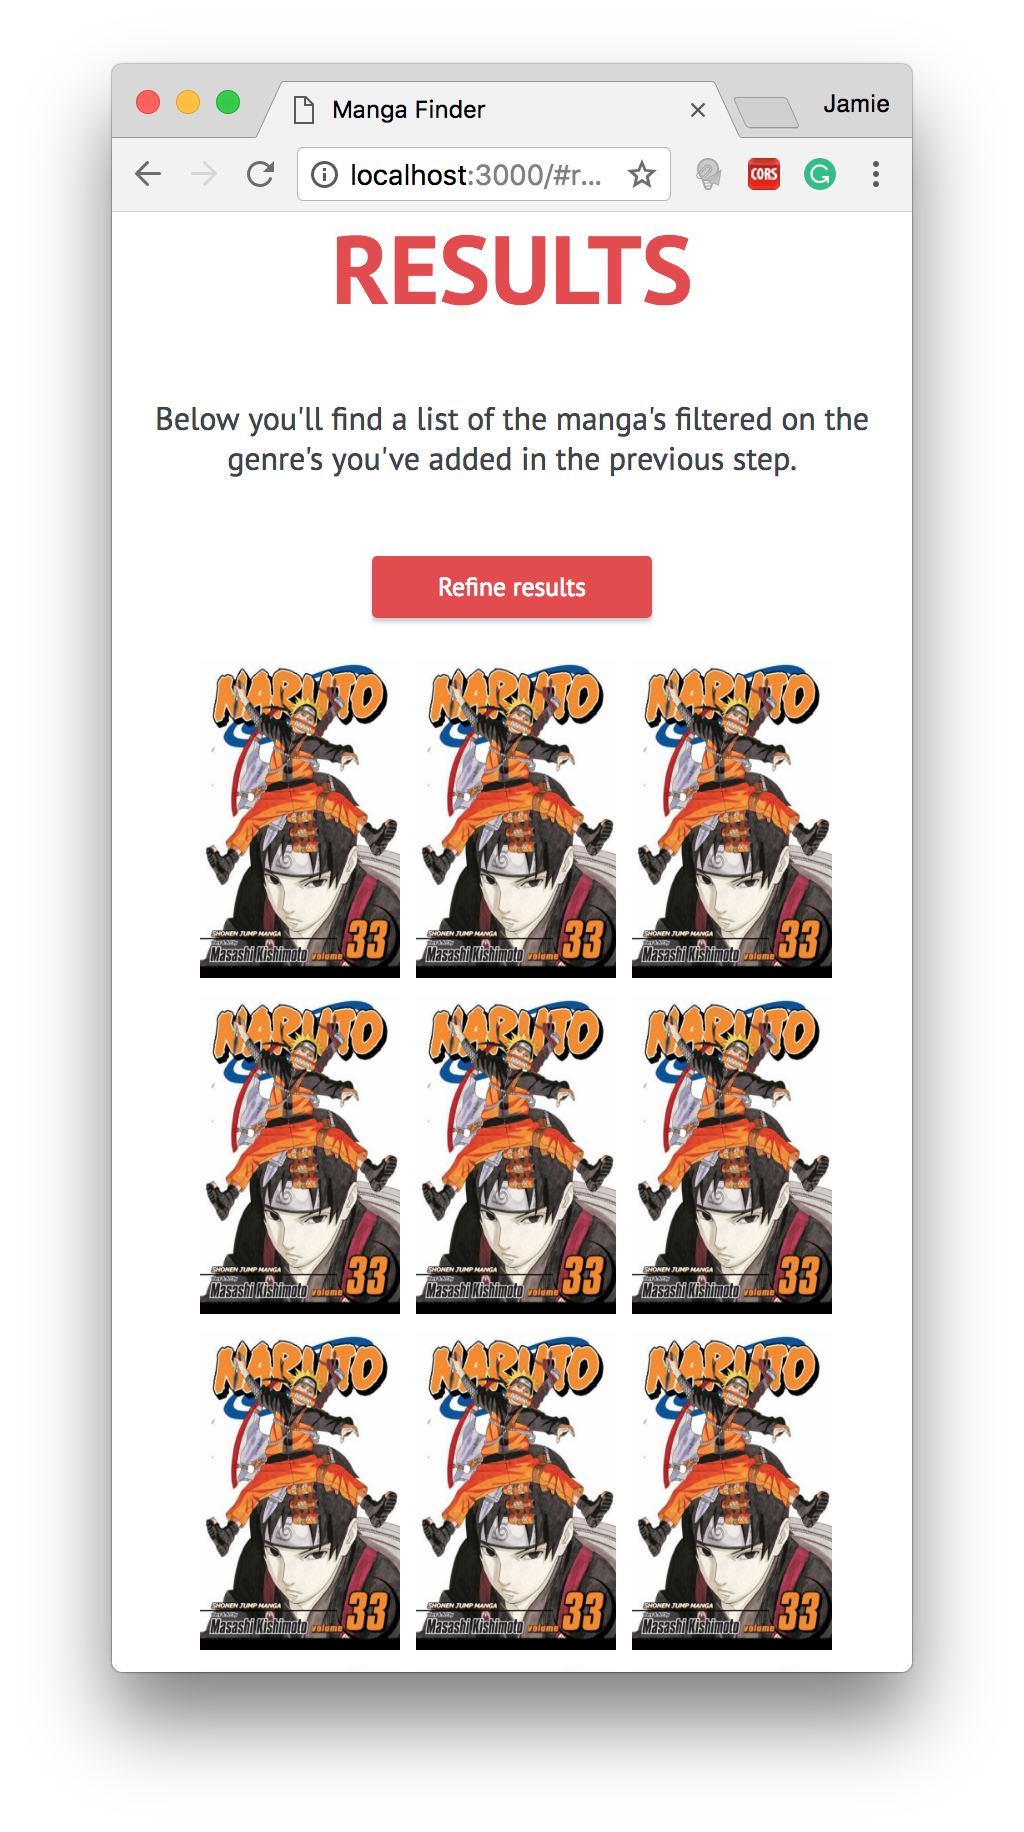 Manga Finder
Jamie
localhost:3000/#r...
CORS
RESULTS
Below you'll find a list of the manga's filtered on the
genre's you've added in the previous step.
Refine results
NARUTO NARUTO NARUTO
SHONEN JUMP MANGA SHONEN JUMP MANGA SHONEN JUMP MANGA
Masashi Kishimoto volume 33 Masashi Kishimoto volume 33 Masashi Kishimoto volume 33
NARUTO NARUTO NARUTO
SHONEN JUMP MANGA SHONEN JUMP MANGA SHONEN JUMP MANGA
Masashi Kishimoto volume 33 Masashi Kishimoto volume 33 Masashi Kishimoto volume 33
NARUTO NARUTO NARUTO
SHONEN JUMP MANGA SHONEN JUMP MANGA SHONEN JUMP MANGA
Masashi Kishimoto volume 33 Masashi Kishimoto volume 33 Masashi Kishimoto volume 33